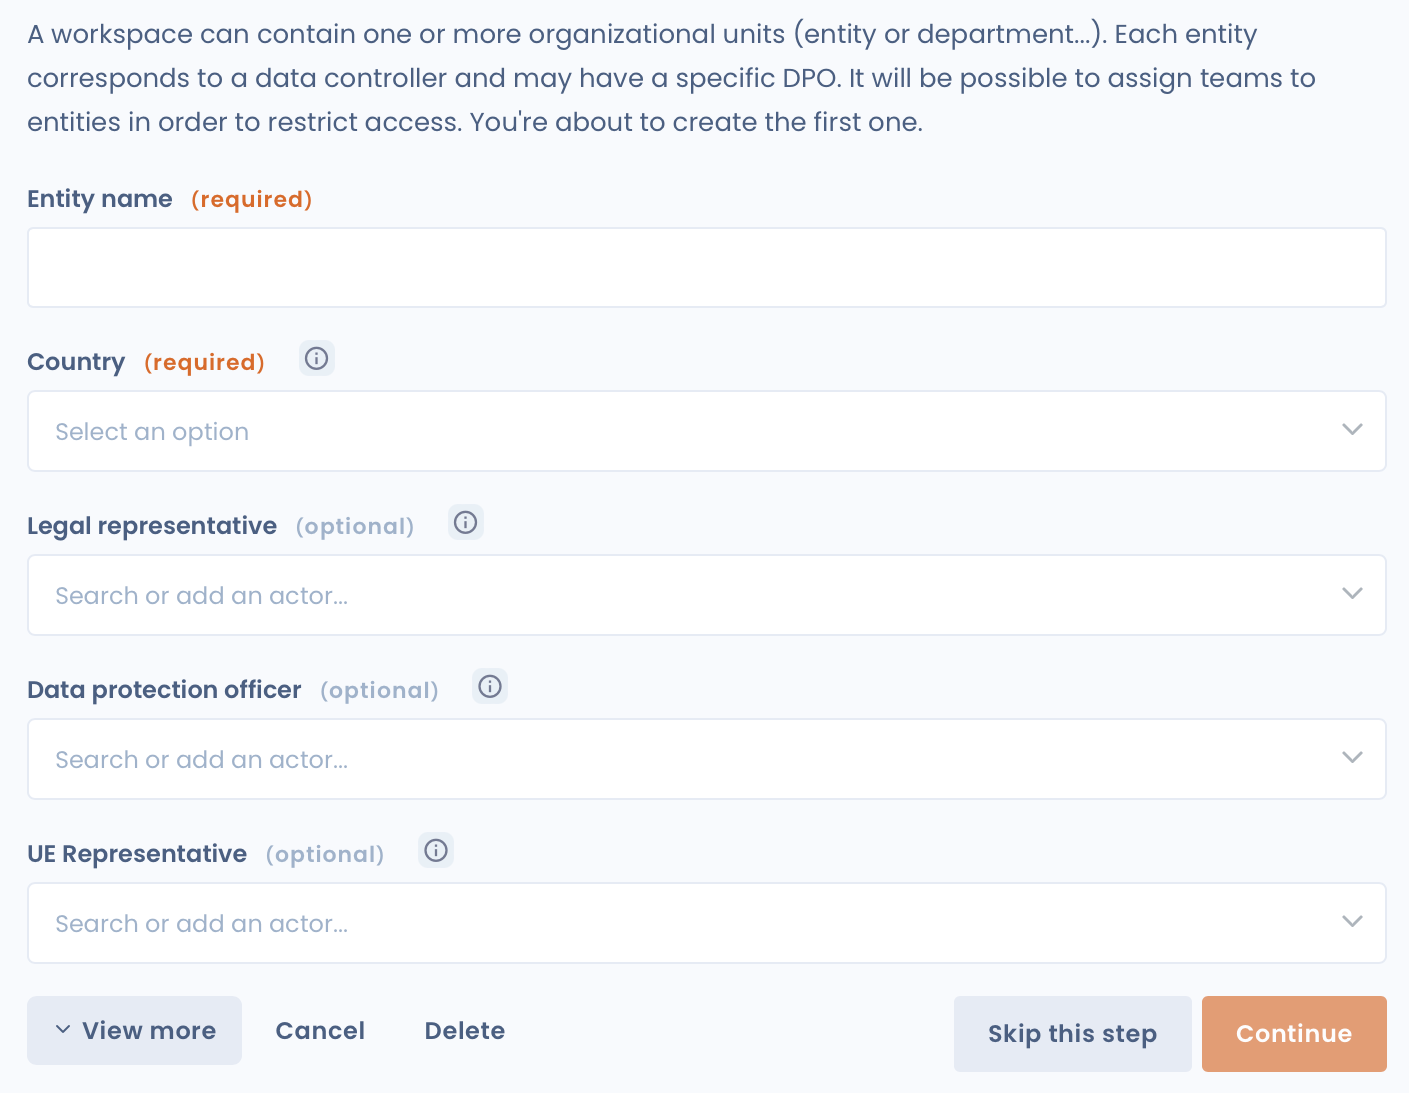 A workspace can contain one or more organizational units (entity or department...). Each entity
corresponds to a data controller and may have a specific DPO. It will be possible to assign teams to
entities in order to restrict access. You're about to create the first one.
Entity name (required)
Country (required)
Select an option
Legal representative (optional)
Search or add an actor...
Data protection officer (optional)
Search or add an actor...
UE Representative (optional)
Search or add an actor...
View more Cancel Delete Skip this step Continue